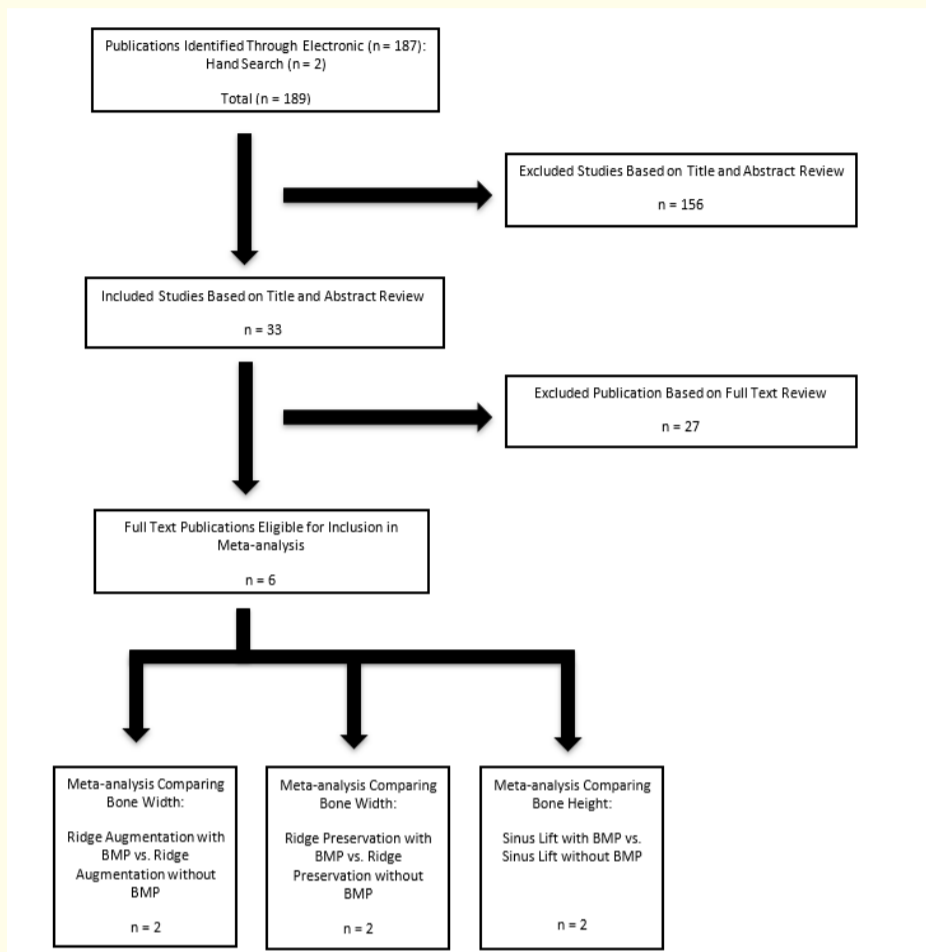 Publications Identified Through Electronic (n = 187):
Hand Search (n = 2)
Total (n = 189)
Excluded Studies Based on Title and Abstract Review
n = 156
Included Studies Based on Title and Abstract Review
n = 33
Excluded Publication Based on Full Text Review
n = 27
Full Text Publications Eligible for Inclusion in
Meta-analysis
n = 6
Meta-analysis Comparing
Bone Width:
Ridge Augmentation with
BMP vs. Ridge
Augmentation without
BMP
n = 2
Meta-analysis Comparing
Bone Width:
Ridge Preservation with
BMP vs. Ridge
Preservation without
BMP
n = 2
Meta-analysis Comparing
Bone Height:
Sinus Lift with BMP vs.
Sinus Lift without BMP
n = 2